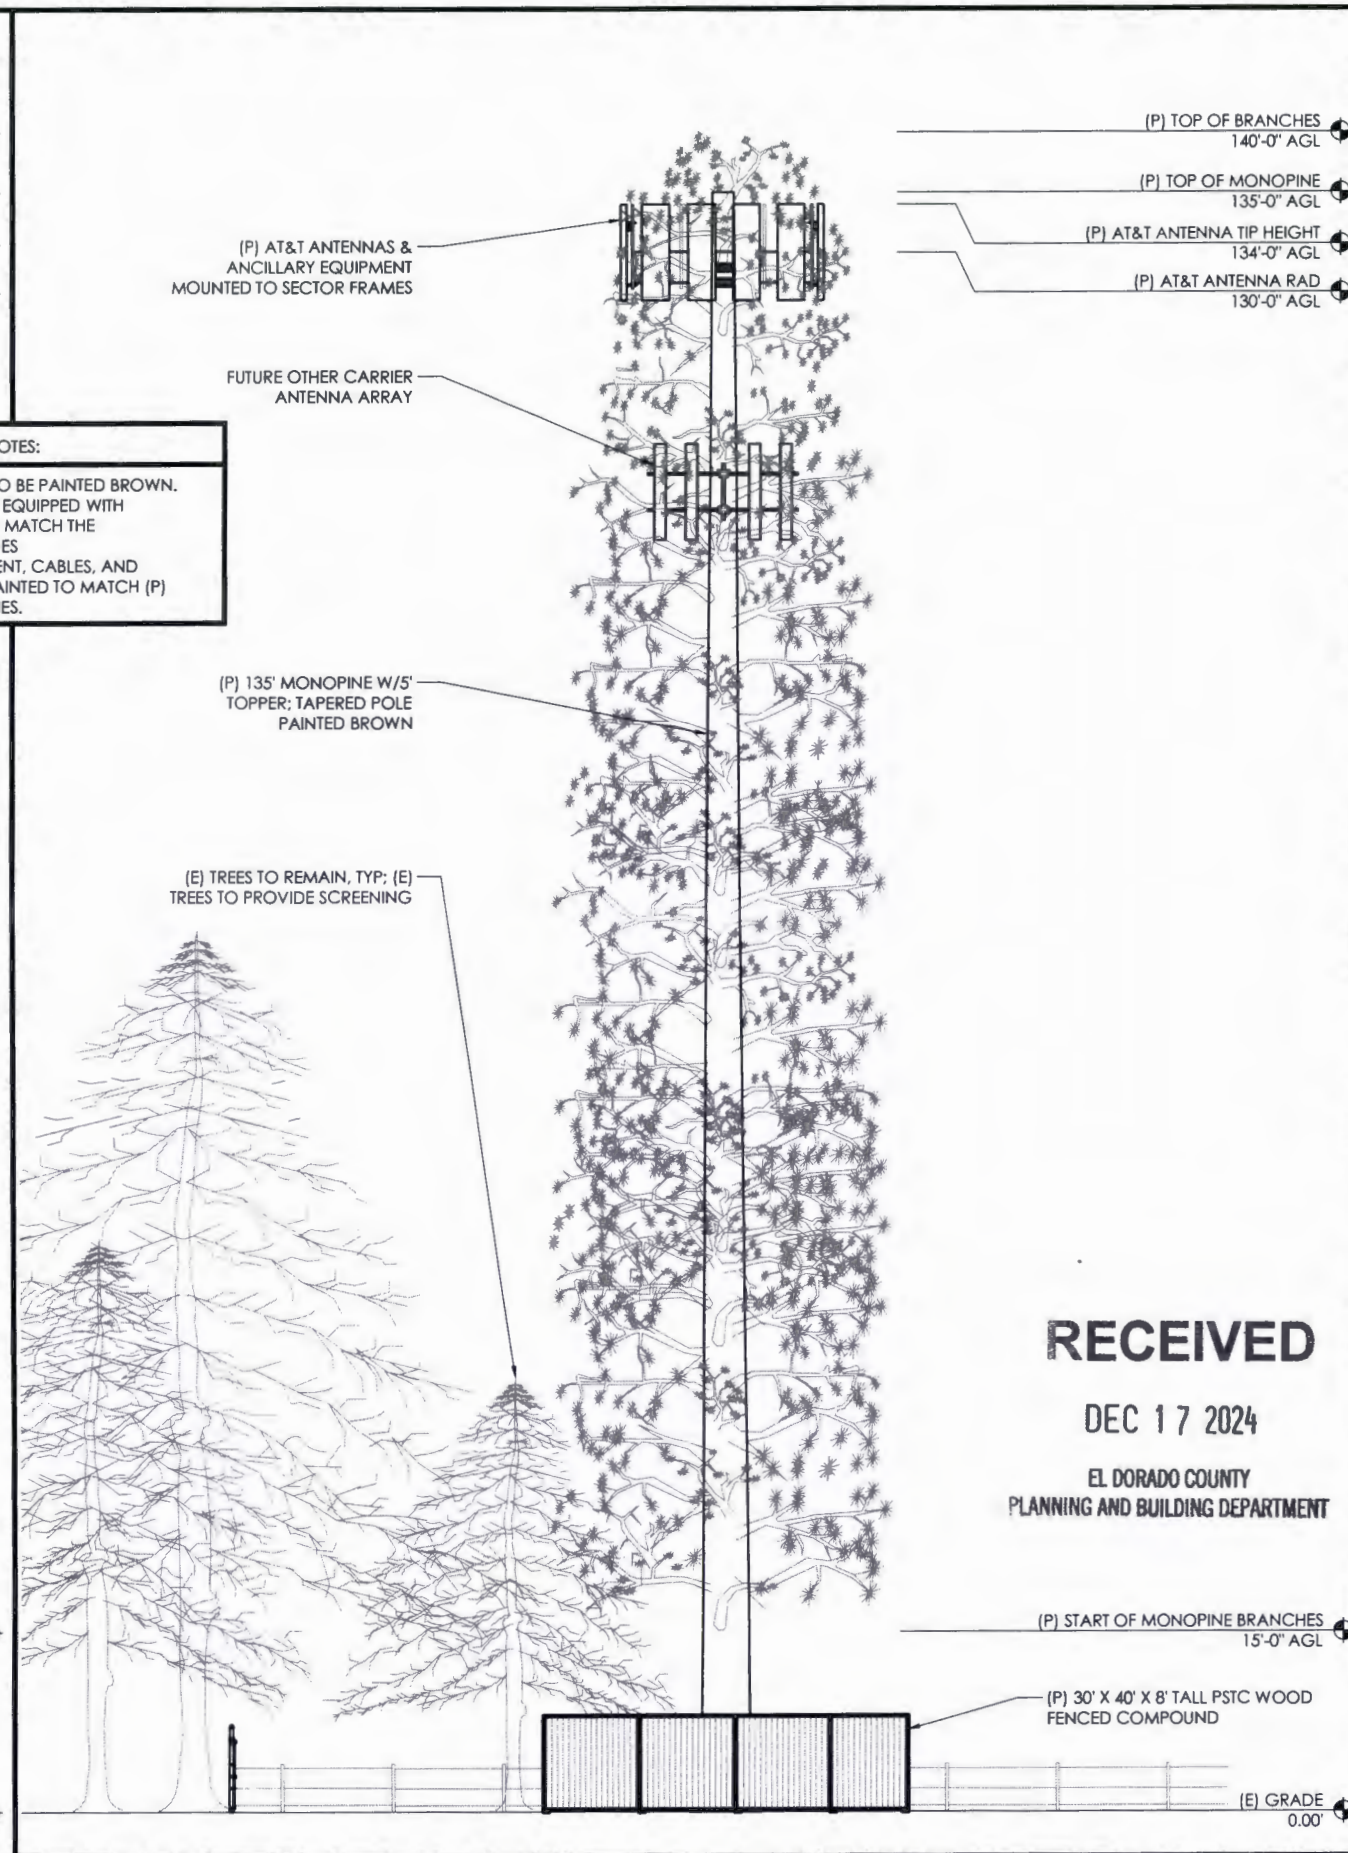 (P) TOP OF BRANCHES
140'-0" AGL
(P) TOP OF MONOPINE
135'-0" AGL
(P) AT&T ANTENNA TIP HEIGHT
134'-0" AGL
(P) AT&T ANTENNA RAD
130'-0" AGL
(P) AT&T ANTENNAS &
ANCILLARY EQUIPMENT
MOUNTED TO SECTOR FRAMES
FUTURE OTHER CARRIER
ANTENNA ARRAY
OTES:
O BE PAINTED BROWN.
EQUIPPED WITH
MATCH THE
ES
ENT, CABLES, AND
AINTED TO MATCH (P)
ES.
(P) 135' MONOPINE W/5'
TOPPER; TAPERED POLE
PAINTED BROWN
(E) TREES TO REMAIN, TYP; (E)
TREES TO PROVIDE SCREENING
RECEIVED
DEC 17 2024
EL DORADO COUNTY
PLANNING AND BUILDING DEPARTMENT
(P) START OF MONOPINE BRANCHES
15'-0" AGL
(P) 30' X 40' X 8' TALL PSTC WOOD
FENCED COMPOUND
(E) GRADE
0.00'